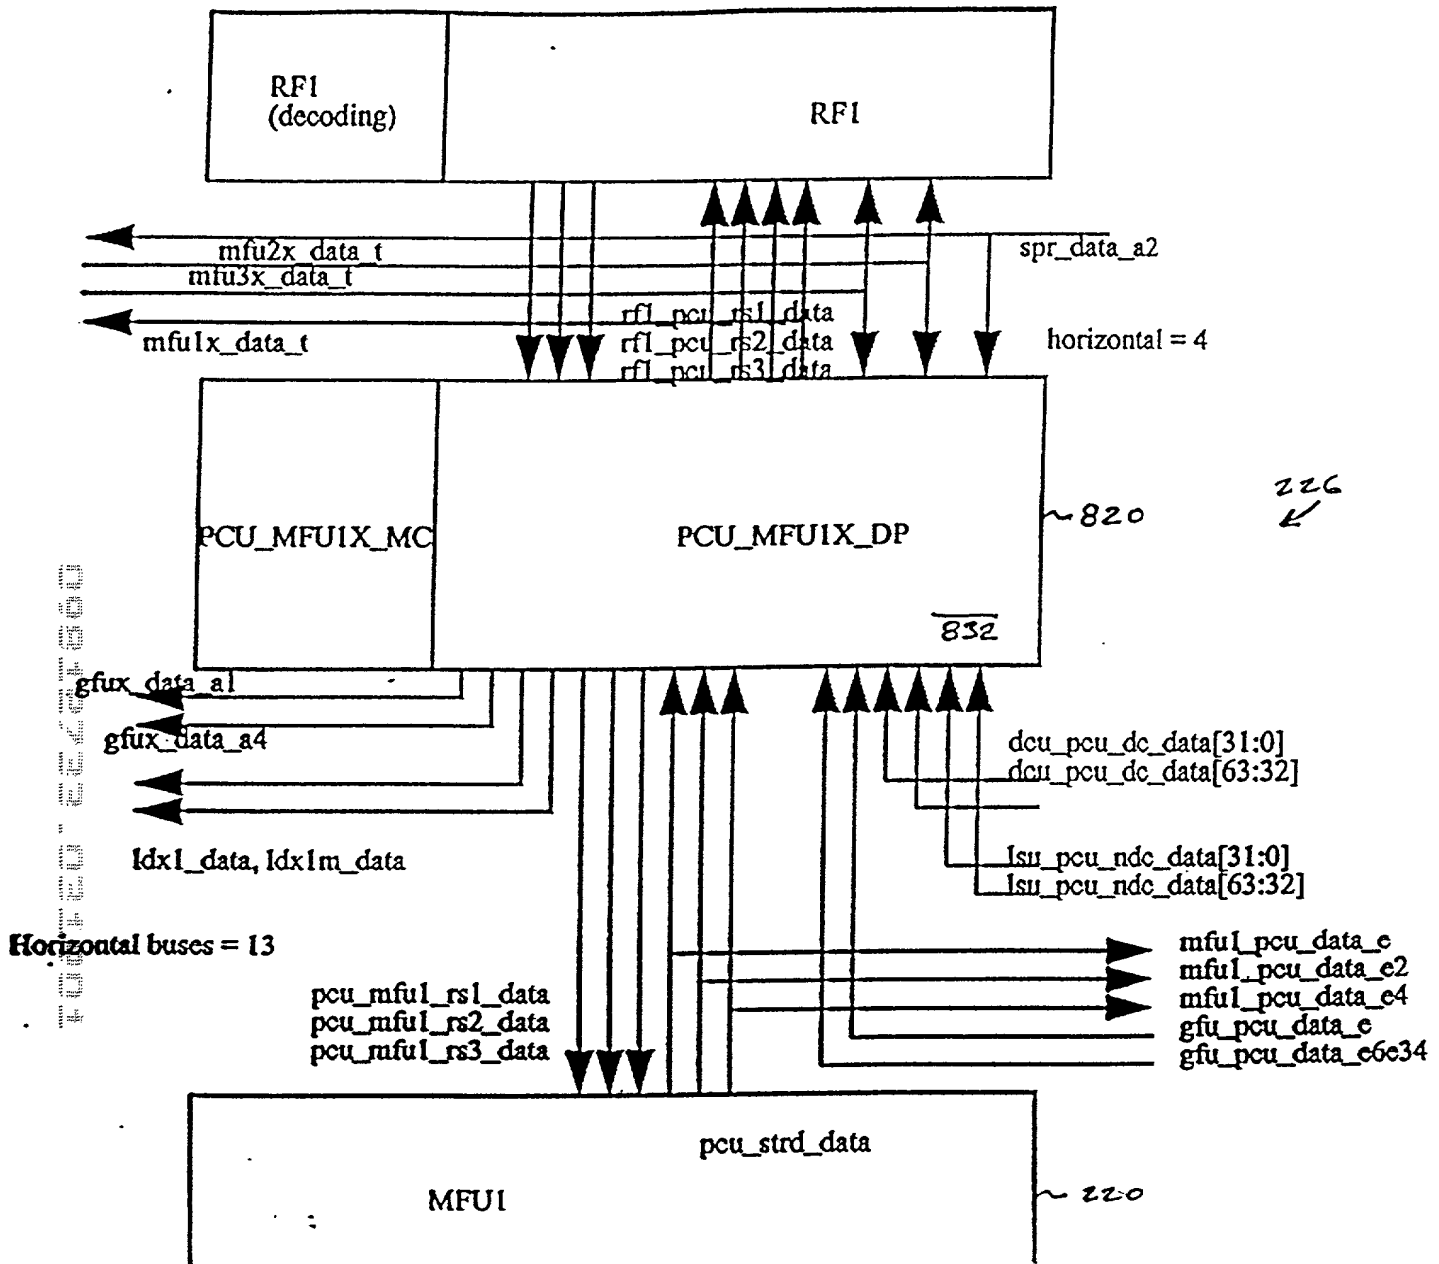 RF1
(decoding)
RF1
mfu2x_data_t
spr_data_a2
mfu3x_data_t
rf1_pcu_rs1_data
mfu1x_data_t
rf1_pcu_rs2_data
horizontal = 4
rf1_pcu_rs3_data
226
820
PCU_MFU1X_MC
PCU_MFU1X_DP
832
gfux_data_a1
gfux_data_a4
dcu_pcu_dc_data[31:0]
dcu_pcu_dc_data[63:32]
ldx1_data, ldx1m_data
lsu_pcu_ndc_data[31:0]
lsu_pcu_ndc_data[63:32]
Horizontal buses = 13
mfu1_pcu_data_e
mfu1_pcu_data_e2
mfu1_pcu_data_e4
gfu_pcu_data_e
gfu_pcu_data_e6e34
pcu_mfu1_rs1_data
pcu_mfu1_rs2_data
pcu_mfu1_rs3_data
pcu_strd_data
MFU1
220